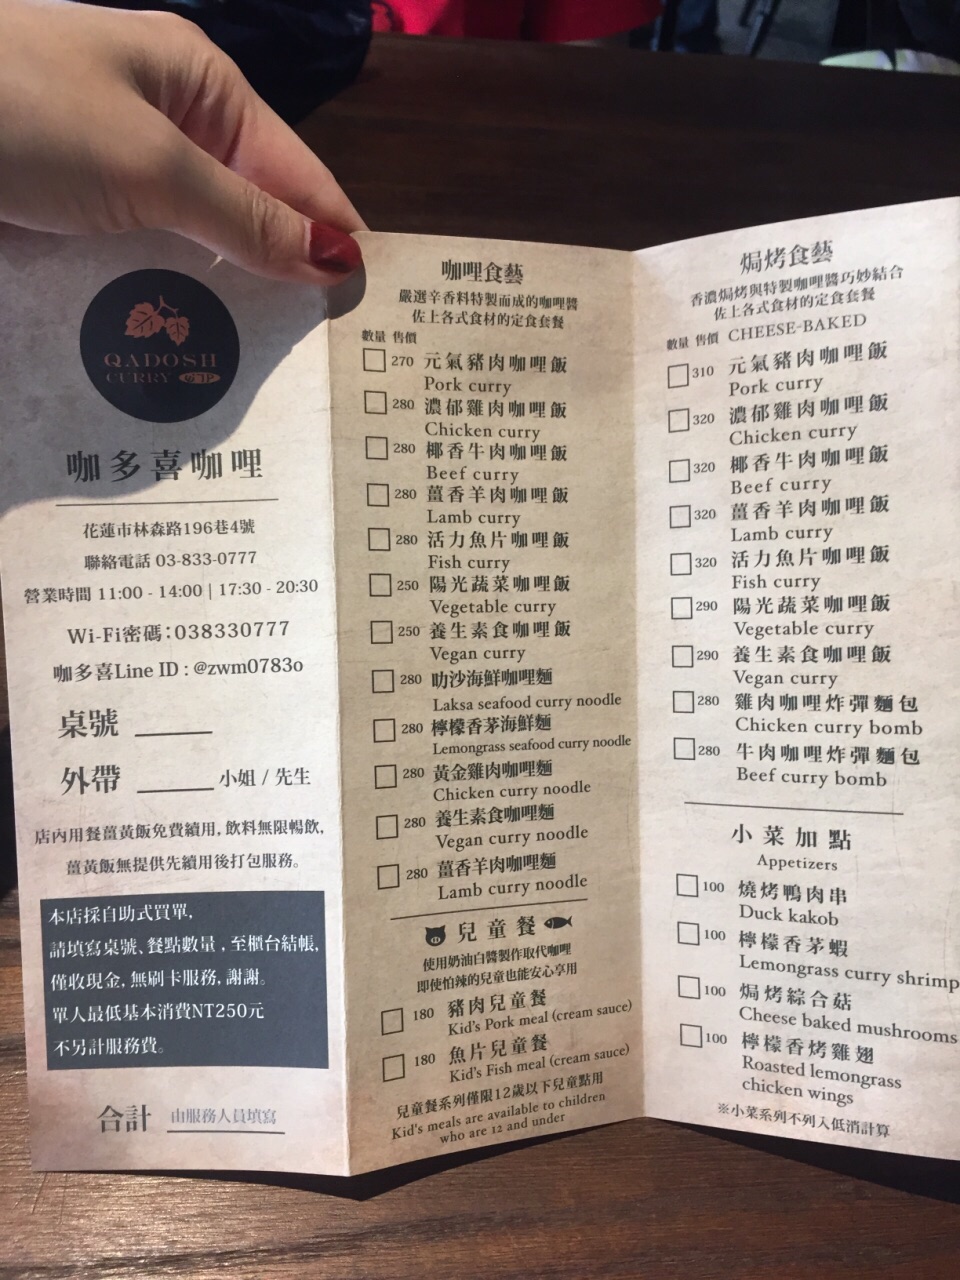 QADOSH
CURRY
咖多喜咖哩
花蓮市林森路196巷4號
聯絡電話 03-833-0777
營業時間 11:00 - 14:00 | 17:30 - 20:30
Wi-Fi密碼：038330777
咖多喜Line ID : @zwm0783o
桌號
外帶 小姐 / 先生
店內用餐薑黃飯免費續用, 飲料無限暢飲,
薑黃飯無提供先續用後打包服務。
本店採自助式買單,
請填寫桌號、餐點數量, 至櫃台結帳,
僅收現金, 無刷卡服務, 謝謝。
單人最低基本消費NT250元
不另計服務費。
合計 由服務人員填寫
咖哩食藝
嚴選辛香料特製而成的咖哩醬
佐上各式食材的定食套餐
數量 售價
270 元氣豬肉咖哩飯
Pork curry
280 濃郁雞肉咖哩飯
Chicken curry
280 椰香牛肉咖哩飯
Beef curry
280 薑香羊肉咖哩飯
Lamb curry
280 活力魚片咖哩飯
Fish curry
250 陽光蔬菜咖哩飯
Vegetable curry
250 養生素食咖哩飯
Vegan curry
280 叻沙海鮮咖哩麵
Laksa seafood curry noodle
280 檸檬香茅海鮮麵
Lemongrass seafood curry noodle
280 黃金雞肉咖哩麵
Chicken curry noodle
280 養生素食咖哩麵
Vegan curry noodle
280 薑香羊肉咖哩麵
Lamb curry noodle
兒童餐
使用奶油白醬製作取代咖哩
即使怕辣的兒童也能安心享用
180 豬肉兒童餐
Kid's Pork meal (cream sauce)
180 魚片兒童餐
Kid's Fish meal (cream sauce)
兒童餐系列僅限12歲以下兒童點用
Kid's meals are available to children
who are 12 and under
焗烤食藝
香濃焗烤與特製咖哩醬巧妙結合
佐上各式食材的定食套餐
數量 售價 CHEESE-BAKED
310 元氣豬肉咖哩飯
Pork curry
320 濃郁雞肉咖哩飯
Chicken curry
320 椰香牛肉咖哩飯
Beef curry
320 薑香羊肉咖哩飯
Lamb curry
320 活力魚片咖哩飯
Fish curry
290 陽光蔬菜咖哩飯
Vegetable curry
290 養生素食咖哩飯
Vegan curry
280 雞肉咖哩炸彈麵包
Chicken curry bomb
280 牛肉咖哩炸彈麵包
Beef curry bomb
小菜加點
Appetizers
100 燒烤鴨肉串
Duck kakob
100 檸檬香茅蝦
Lemongrass curry shrimp
100 焗烤綜合菇
Cheese baked mushrooms
100 檸檬香烤雞翅
Roasted lemongrass
chicken wings
※小菜系列不列入低消計算